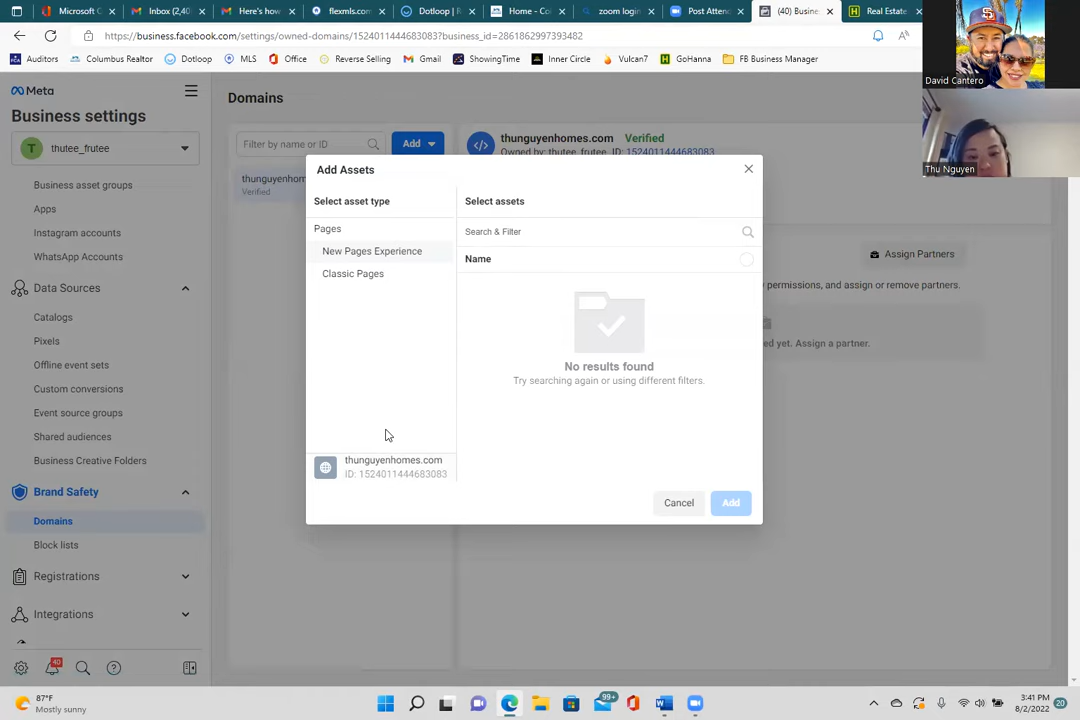 Microsoft O
Inbox (2,40
Here's how
flexmls.com:
Dotloop | R
Home - Col
zoom login
Post Attend
(40) Busine
Real Estate
https://business.facebook.com/settings/owned-domains/1524011444683083?business_id=2861862997393482
Auditors
Columbus Realtor
Dotloop
MLS
Office
Reverse Selling
Gmail
ShowingTime
Inner Circle
Vulcan7
GoHanna
FB Business Manager
David Cantero
Thu Nguyen
Meta
Business settings
T
thutee_frutee
Business asset groups
Apps
Instagram accounts
WhatsApp Accounts
Data Sources
Catalogs
Pixels
Offline event sets
Custom conversions
Event source groups
Shared audiences
Business Creative Folders
Brand Safety
Domains
Block lists
Registrations
Integrations
40
Domains
Filter by name or ID
Add
thunguyenhom
Verified
thunguyenhomes.com
Verified
Owned by: thutee_frutee ID: 1524011444683083
Assign Partners
permissions, and assign or remove partners.
ed yet. Assign a partner.
Add Assets
Select asset type
Pages
New Pages Experience
Classic Pages
thunguyenhomes.com
ID: 1524011444683083
Select assets
Search & Filter
Name
No results found
Try searching again or using different filters.
Cancel
Add
87°F
Mostly sunny
99+
3:41 PM
8/2/2022
20